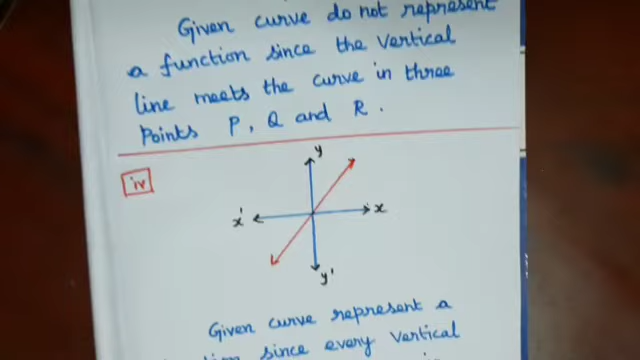 Given curve do not represent
a function since the vertical
line meets the curve in three
Points P, Q and R.
iv
y
x' x
y'
Given curve represent a
since every vertical